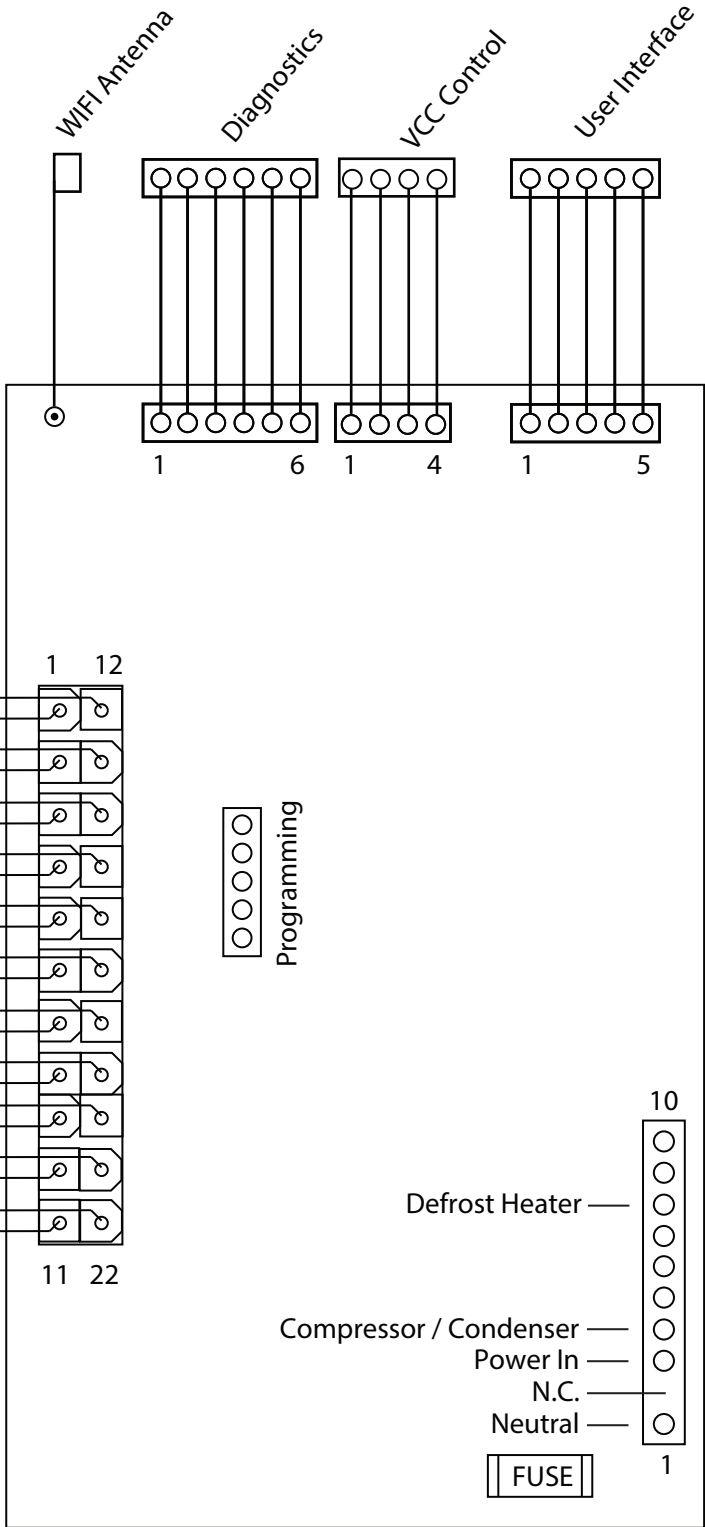 WIFI Antenna
Diagnostics
VCC Control
User Interface
1 6 1 4 1 5
1 12
Programming
11 22
10
Defrost Heater
Compressor / Condenser
Power In
N.C.
Neutral
1
FUSE